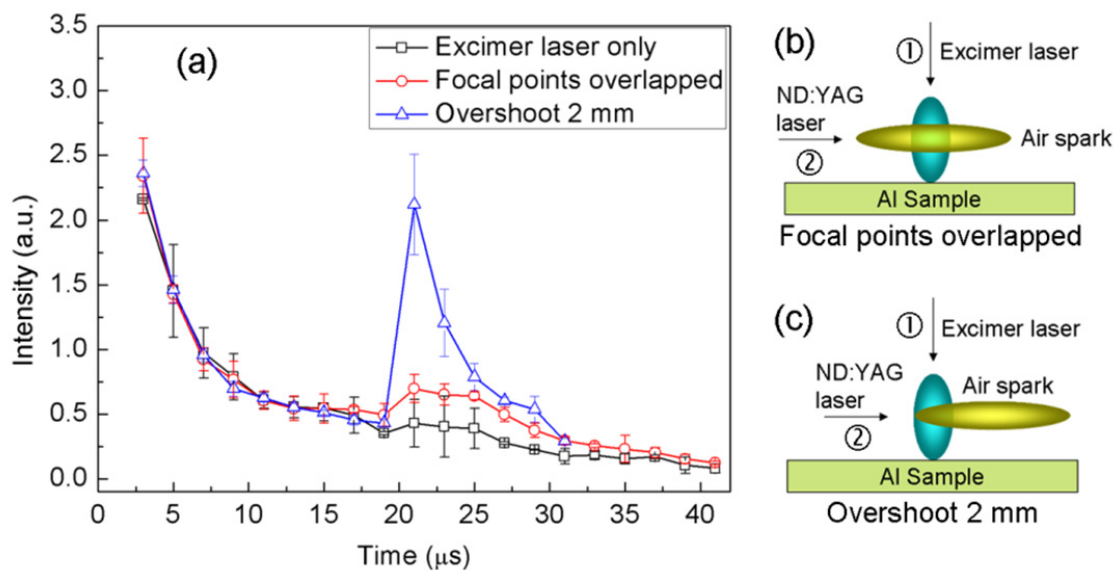 (a)
Excimer laser only
Focal points overlapped
Overshoot 2 mm
Intensity (a.u.)
3.5
3.0
2.5
2.0
1.5
1.0
0.5
0.0
0 5 10 15 20 25 30 35 40
Time (μs)
(b)
① Excimer laser
ND:YAG
laser
②
Air spark
Al Sample
Focal points overlapped
(c)
① Excimer laser
ND:YAG
laser
②
Air spark
Al Sample
Overshoot 2 mm